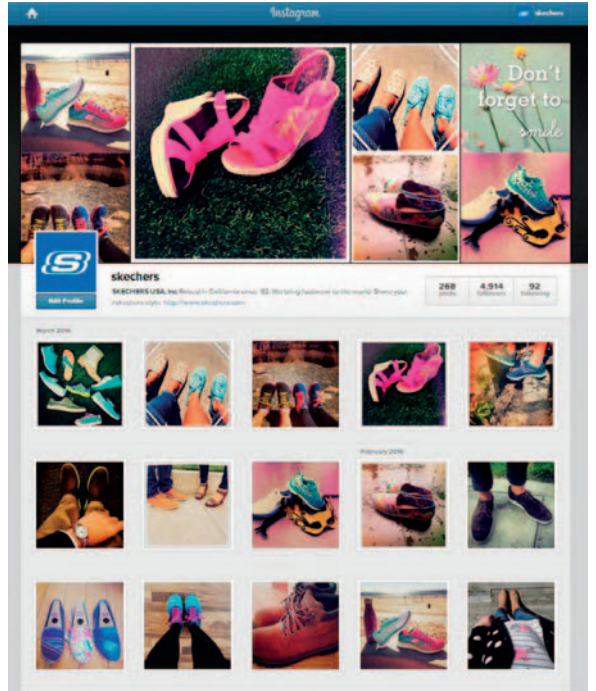 Instagram
skechers
Don't
forget to
smile
S
Edit Profile
skechers
SKECHERS USA, Inc
268
posts
4,914
followers
92
following
March 2014
February 2014